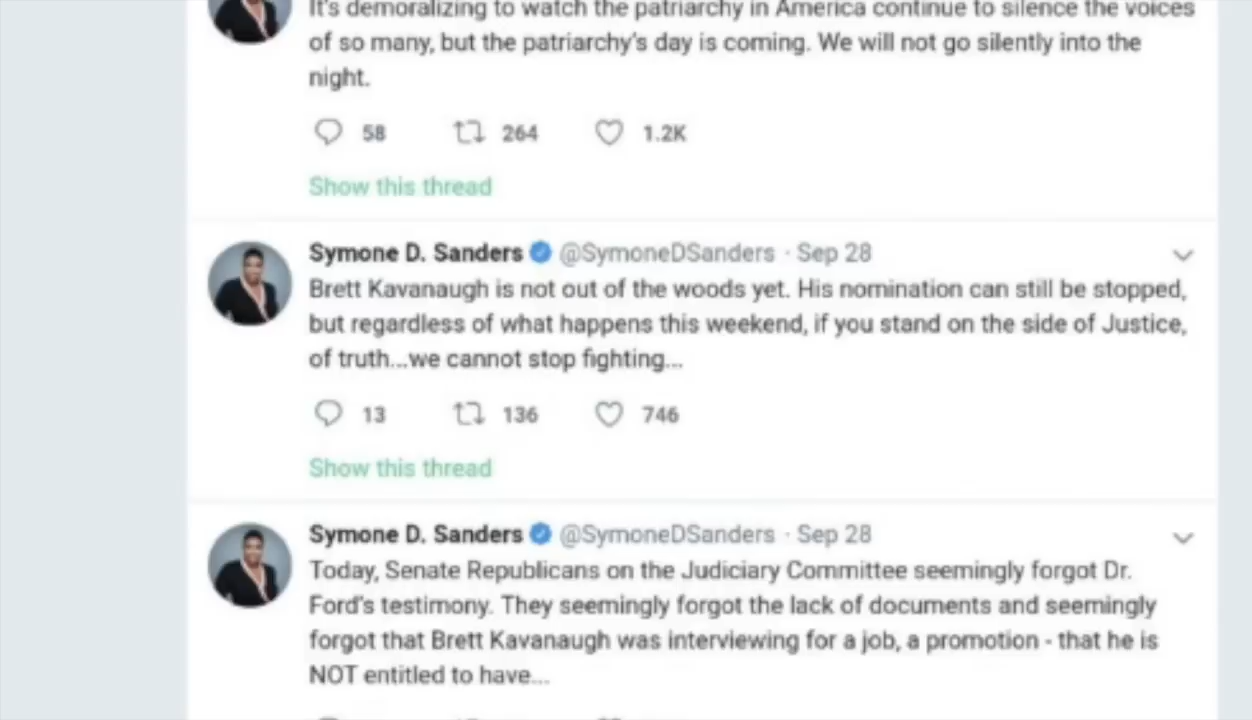 It's demoralizing to watch the patriarchy in America continue to silence the voices
of so many, but the patriarchy's day is coming. We will not go silently into the
night.
58 264 1.2K
Show this thread
Symone D. Sanders @SymoneDSanders · Sep 28
Brett Kavanaugh is not out of the woods yet. His nomination can still be stopped,
but regardless of what happens this weekend, if you stand on the side of Justice,
of truth...we cannot stop fighting...
13 136 746
Show this thread
Symone D. Sanders @SymoneDSanders · Sep 28
Today, Senate Republicans on the Judiciary Committee seemingly forgot Dr.
Ford's testimony. They seemingly forgot the lack of documents and seemingly
forgot that Brett Kavanaugh was interviewing for a job, a promotion - that he is
NOT entitled to have...